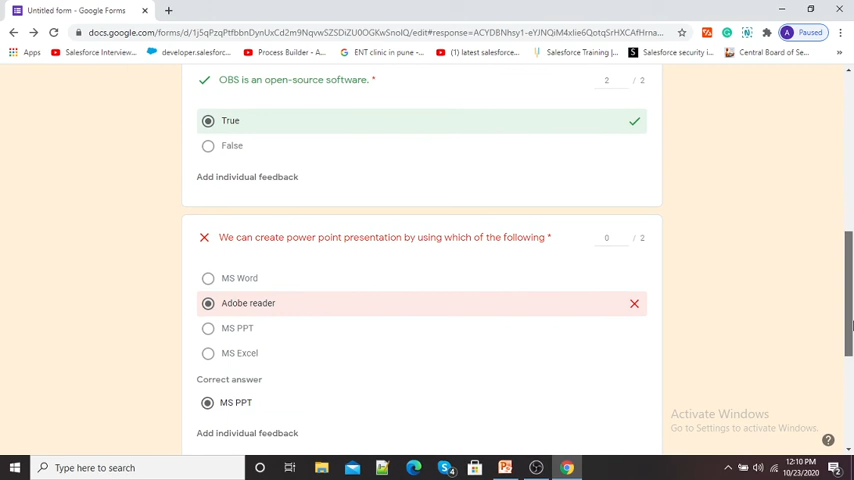 Untitled form - Google Forms
docs.google.com/forms/d/1j5qPzqPtfbbnDynUxCd2m9NqvwSZSDiZU0OGKwSnoIQ/edit#response=ACYDBNhsy1-eYJNQiM4xlie6QotqSrHXCAfHrna...
A Paused
Apps
Salesforce Interview...
developer.salesforc...
Process Builder - A...
ENT clinic in pune -...
(1) latest salesforce...
Salesforce Training |...
Salesforce security i...
Central Board of Se...
OBS is an open-source software. *
2 / 2
True
False
Add individual feedback
We can create power point presentation by using which of the following *
0 / 2
MS Word
Adobe reader
MS PPT
MS Excel
Correct answer
MS PPT
Add individual feedback
Activate Windows
Go to Settings to activate Windows.
Type here to search
4
12:10 PM
10/23/2020
2